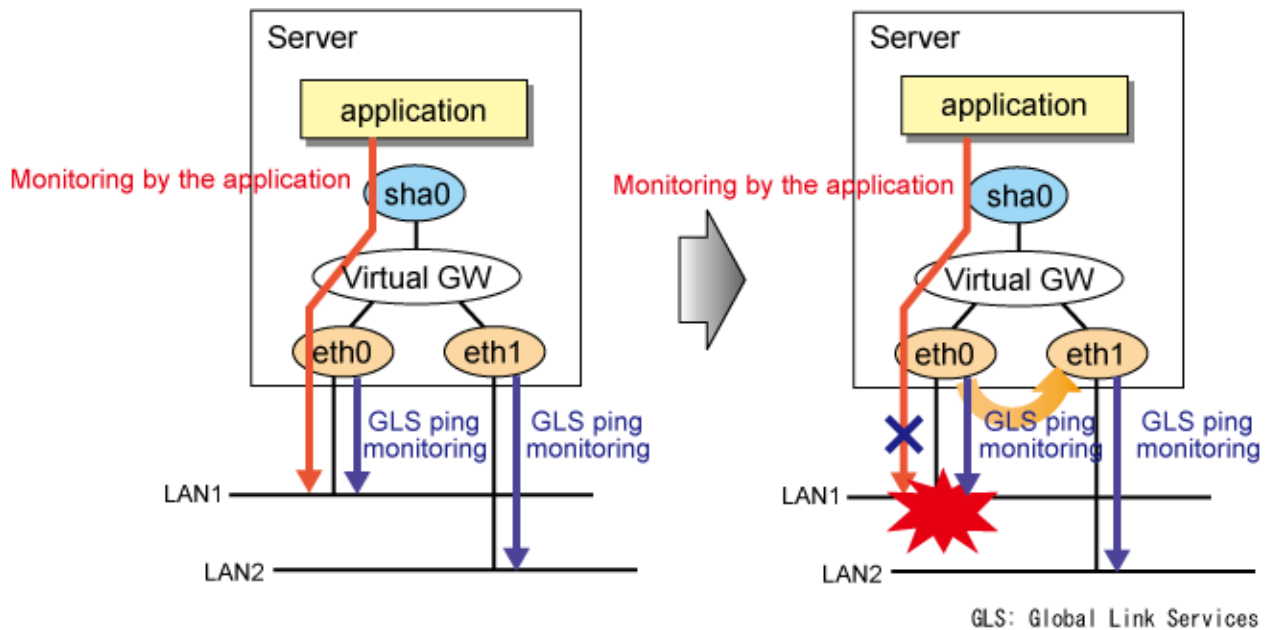 Server
application
Monitoring by the application
sha0
Virtual GW
eth0
eth1
GLS ping
monitoring
GLS ping
monitoring
LAN1
LAN2
Server
application
Monitoring by the application
sha0
Virtual GW
eth0
eth1
GLS ping
monitoring
GLS ping
monitoring
LAN1
LAN2
GLS: Global Link Services